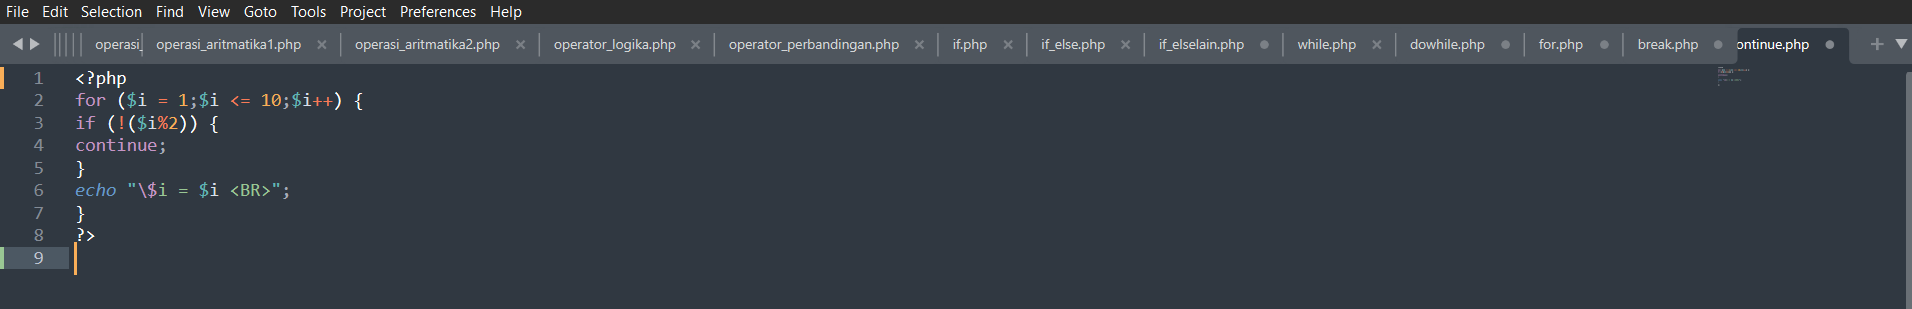 File Edit Selection Find View Goto Tools Project Preferences Help
operasi_ operasi_aritmatika1.php operasi_aritmatika2.php operator_logika.php operator_perbandingan.php if.php if_else.php if_elselain.php while.php dowhile.php for.php break.php ontinue.php
1 <?php
2 for ($i = 1;$i <= 10;$i++) {
3 if (!($i%2)) {
4 continue;
5 }
6 echo "\$i = $i <BR>";
7 }
8 ?>
9